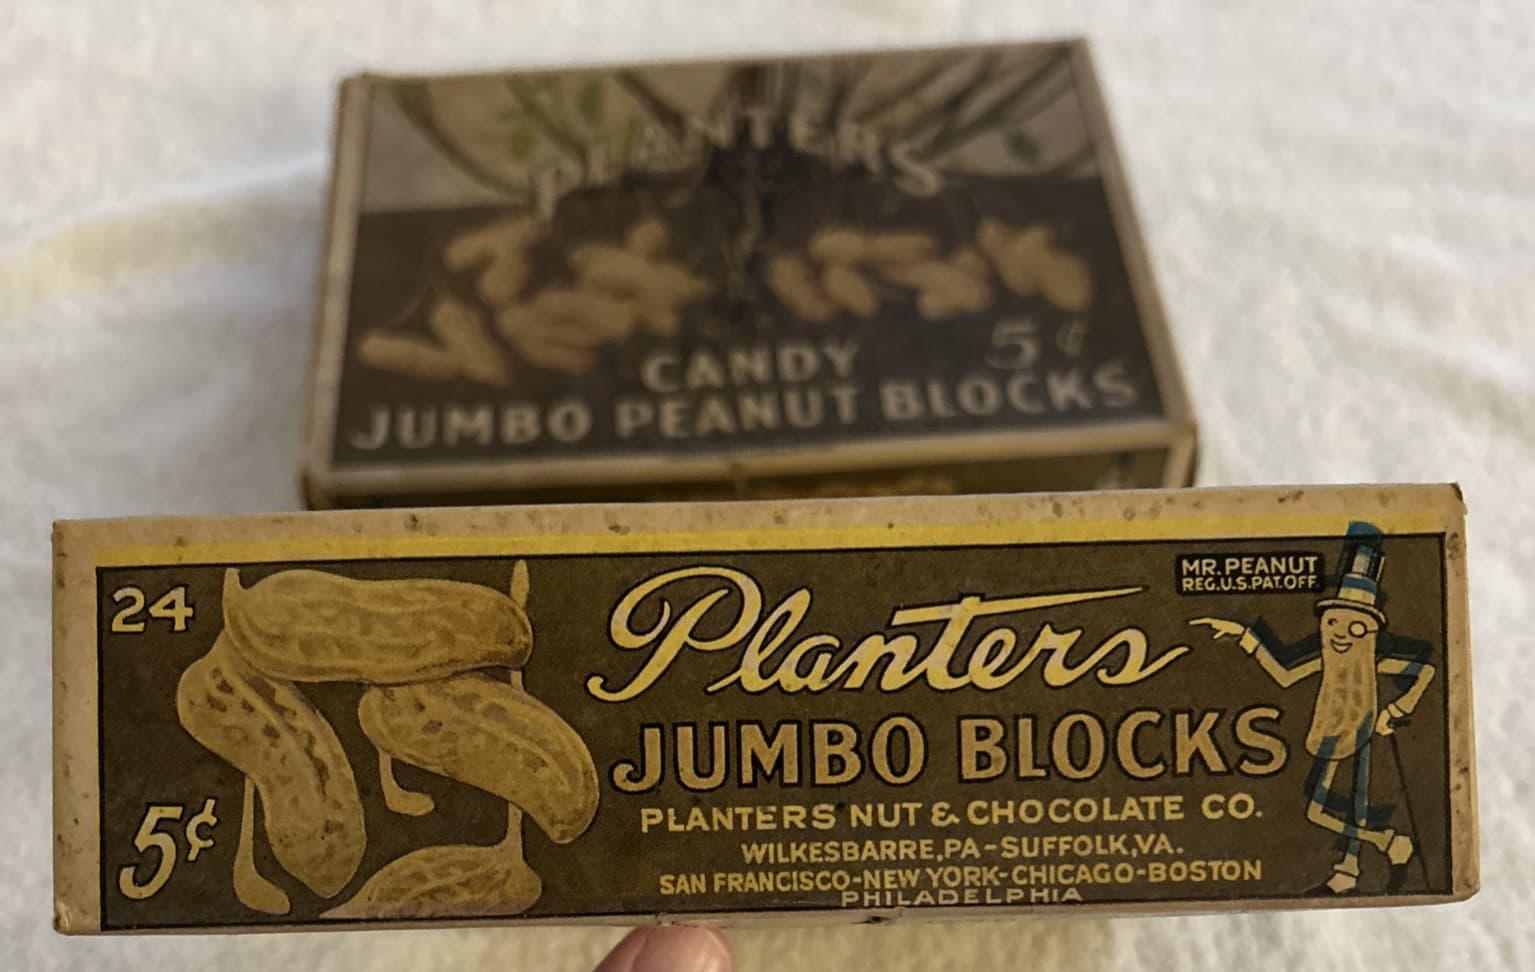 PLANTERS
5¢
CANDY
JUMBO PEANUT BLOCKS
24
5¢
Planters
JUMBO BLOCKS
PLANTERS NUT & CHOCOLATE CO.
WILKESBARRE,PA-SUFFOLK,VA.
SAN FRANCISCO-NEW YORK-CHICAGO-BOSTON
PHILADELPHIA
MR. PEANUT
REG.U.S.PAT.OFF.